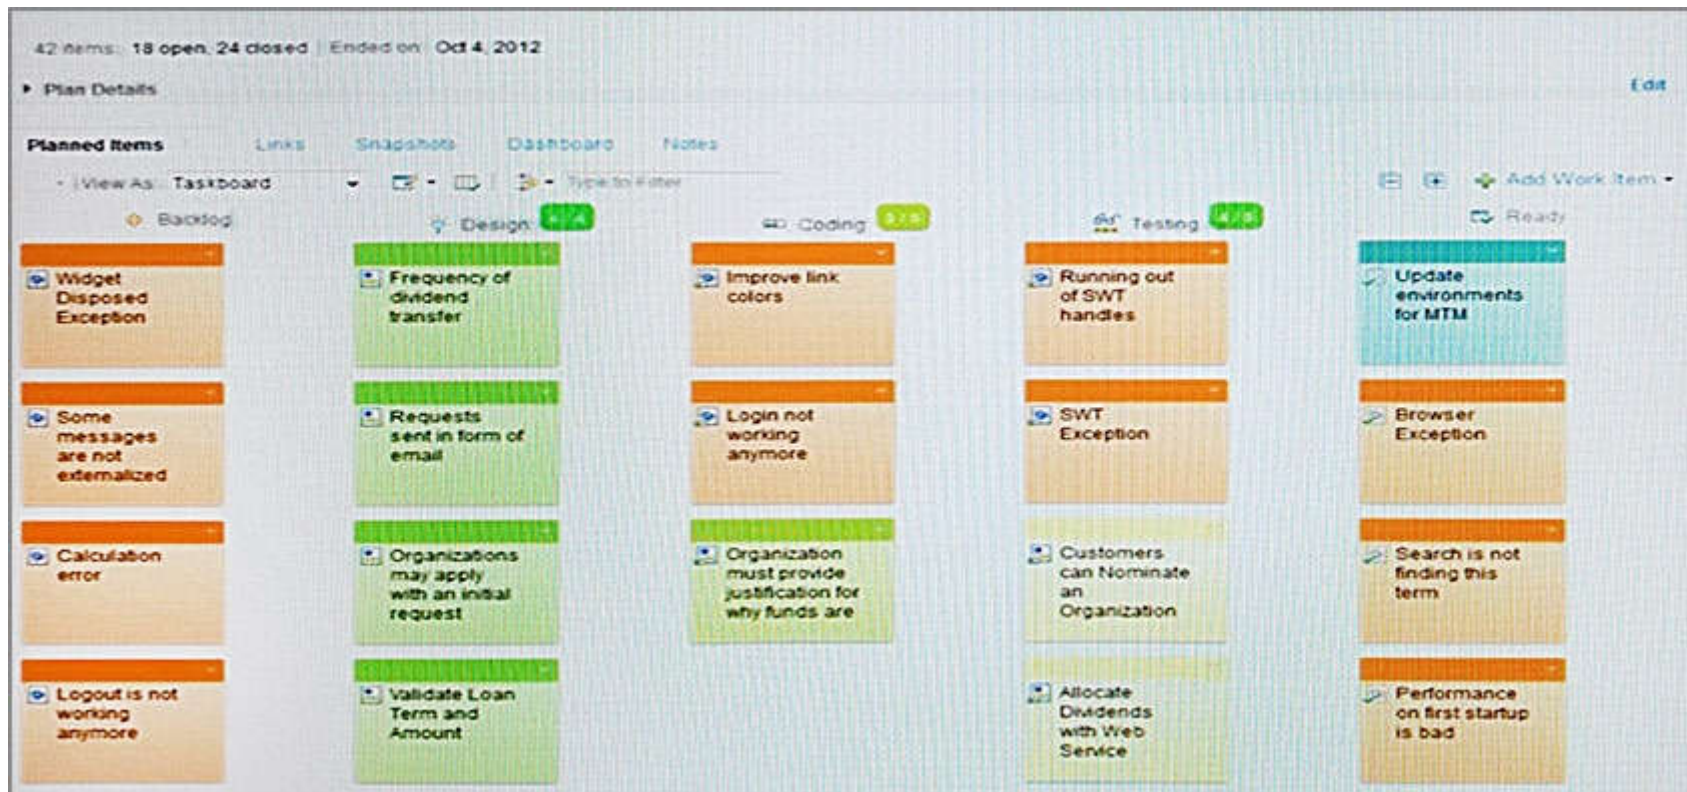 42 items: 18 open, 24 closed | Ended on: Oct 4, 2012
Plan Details
Edit
Planned Items Links Snapshots Dashboard Notes
View As: Taskboard
Type to Filter
Add Work Item
Backlog
Design
Coding
Testing 4 / 5
Ready
Widget
Disposed
Exception
Some
messages
are not
externalized
Calculation
error
Logout is not
working
anymore
Frequency of
dividend
transfer
Requests
sent in form of
email
Organizations
may apply
with an initial
request
Validate Loan
Term and
Amount
Improve link
colors
Login not
working
anymore
Organization
must provide
justification for
why funds are
Running out
of SWT
handles
SWT
Exception
Customers
can Nominate
an
Organization
Allocate
Dividends
with Web
Service
Update
environments
for MTM
Browser
Exception
Search is not
finding this
term
Performance
on first startup
is bad